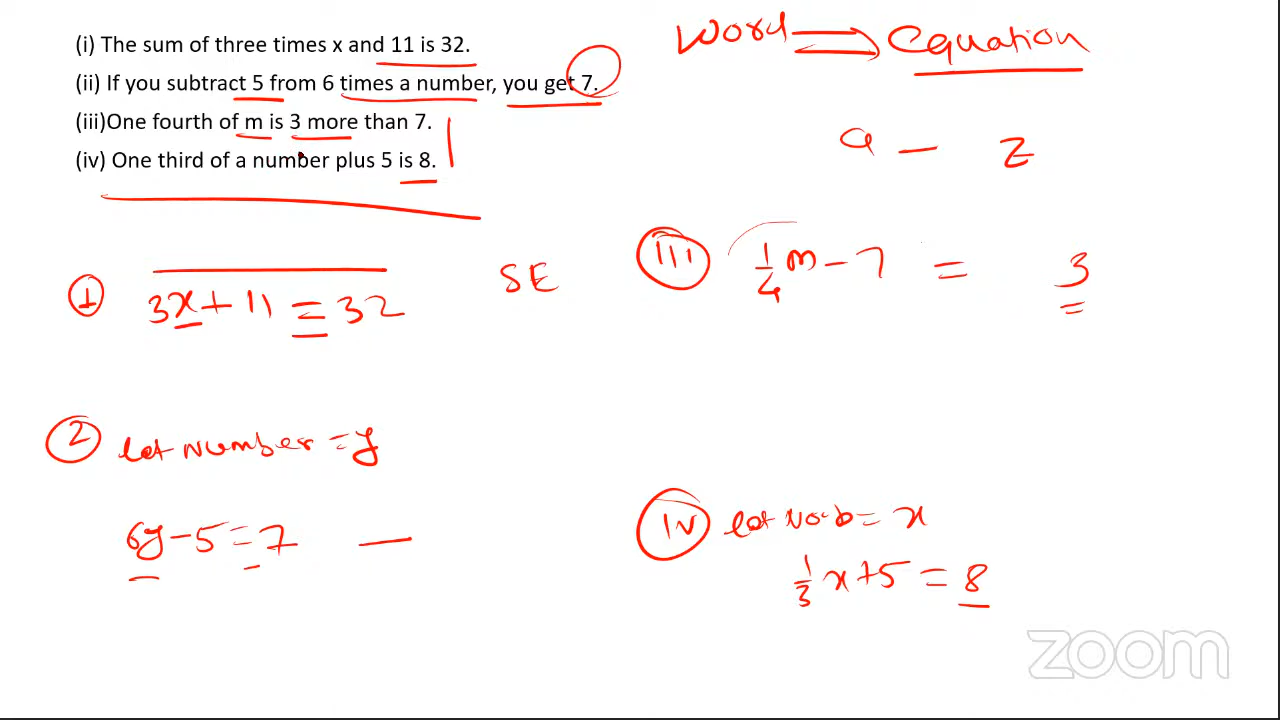 (i) The sum of three times x and 11 is 32.
(ii) If you subtract 5 from 6 times a number, you get 7.
(iii)One fourth of m is 3 more than 7.
(iv) One third of a number plus 5 is 8.
Word ⇒ equation
a – z
① 3x + 11 = 32
SE
② let number = y
6y – 5 = 7 —
(iii) 1/4 m – 7 = 3
(iv) let no. b = x
1/3 x + 5 = 8
zoom